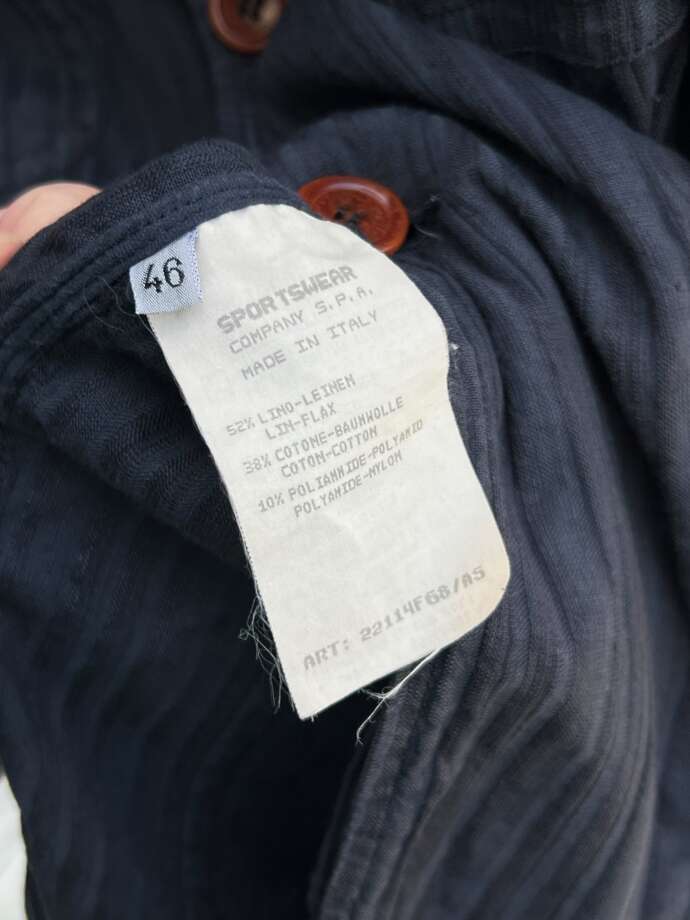 46
SPORTSWEAR
COMPANY S.P.A.
MADE IN ITALY
52% LINO-LEINEN
LIN-FLAX
38% COTONE-BAUMWOLLE
COTON-COTTON
10% POLIAMMIDE-POLYAMID
POLYAMIDE-NYLON
ART: 22114F68/AS